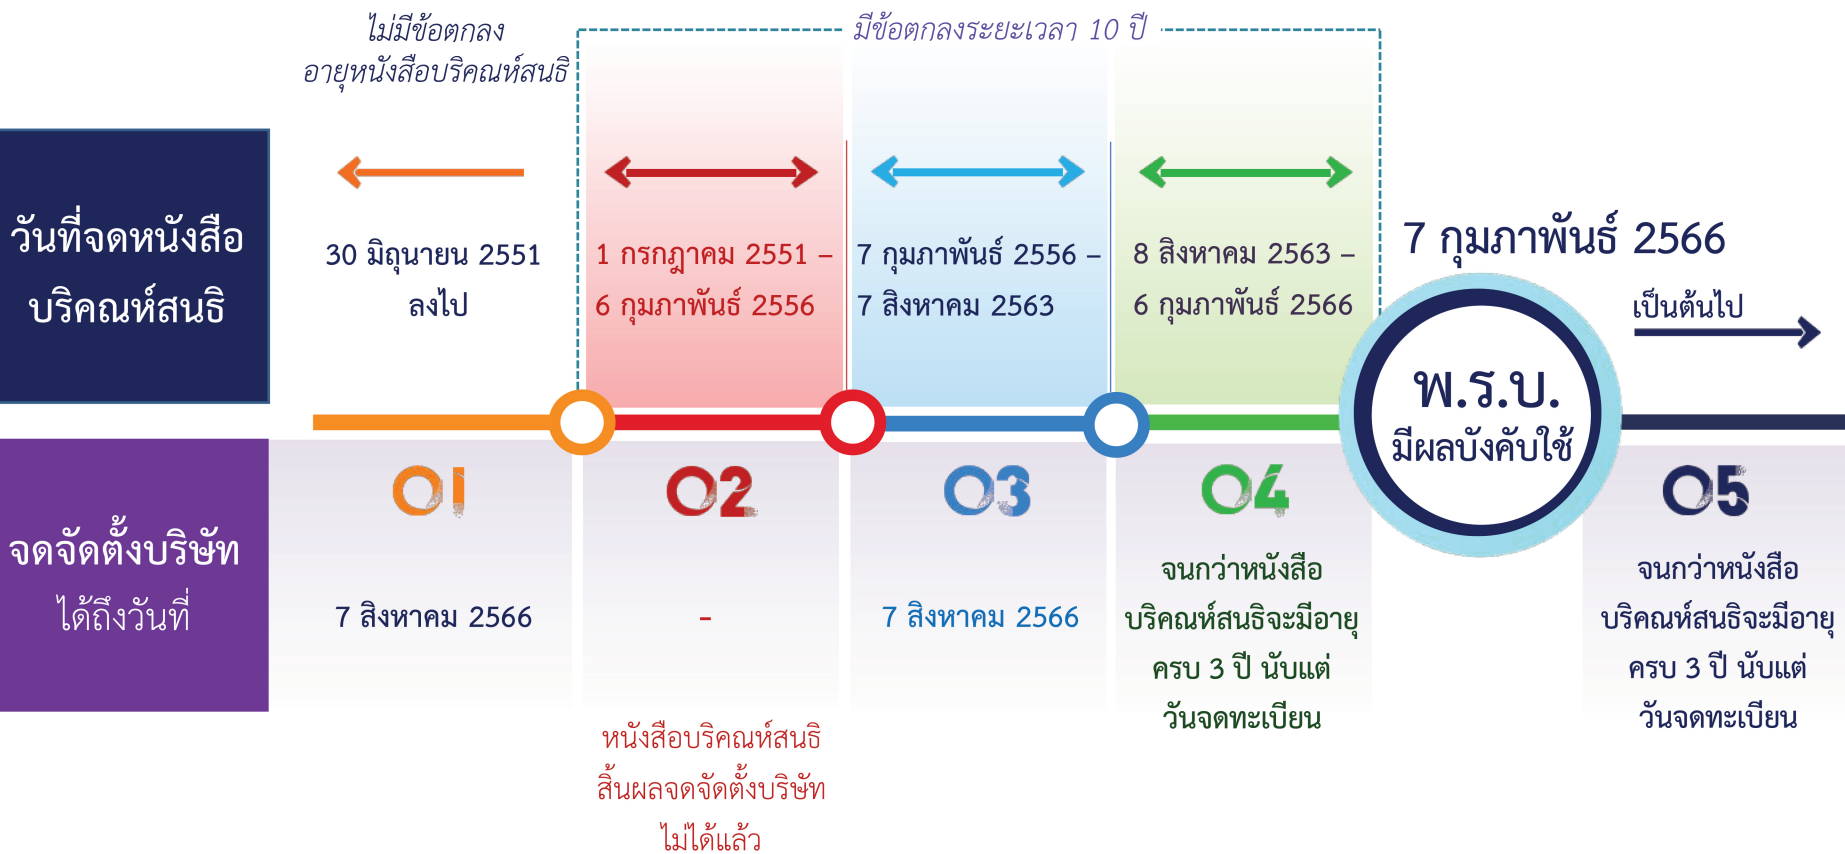 ไม่มีข้อตกลง
อายุหนังสือบริคณห์สนธิ
มีข้อตกลงระยะเวลา 10 ปี
วันที่จดหนังสือ
บริคณห์สนธิ
30 มิถุนายน 2551
ลงไป
1 กรกฎาคม 2551 –
6 กุมภาพันธ์ 2556
7 กุมภาพันธ์ 2556 –
7 สิงหาคม 2563
8 สิงหาคม 2563 –
6 กุมภาพันธ์ 2566
7 กุมภาพันธ์ 2566
เป็นต้นไป
พ.ร.บ.
มีผลบังคับใช้
จดจัดตั้งบริษัท
ได้ถึงวันที่
01
7 สิงหาคม 2566
02
-
หนังสือบริคณห์สนธิ
สิ้นผลจดจัดตั้งบริษัท
ไม่ได้แล้ว
03
7 สิงหาคม 2566
04
จนกว่าหนังสือ
บริคณห์สนธิจะมีอายุ
ครบ 3 ปี นับแต่
วันจดทะเบียน
05
จนกว่าหนังสือ
บริคณห์สนธิจะมีอายุ
ครบ 3 ปี นับแต่
วันจดทะเบียน